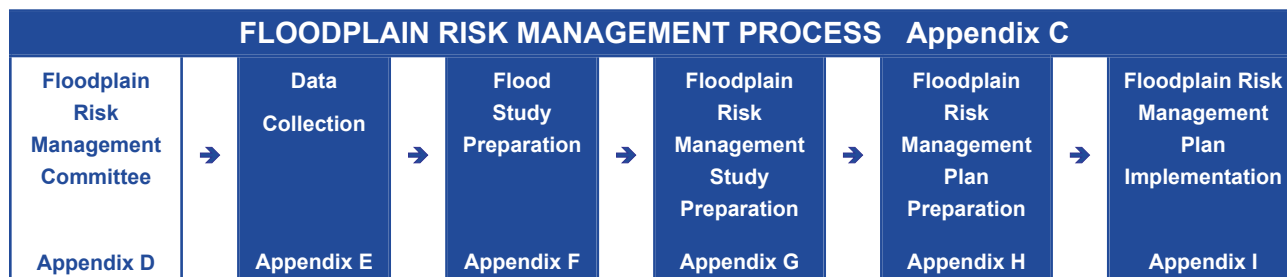 FLOODPLAIN RISK MANAGEMENT PROCESS Appendix C
Floodplain
Risk
Management
Committee
Appendix D
➔
Data
Collection
Appendix E
➔
Flood
Study
Preparation
Appendix F
➔
Floodplain
Risk
Management
Study
Preparation
Appendix G
➔
Floodplain
Risk
Management
Plan
Preparation
Appendix H
➔
Floodplain Risk
Management
Plan
Implementation
Appendix I